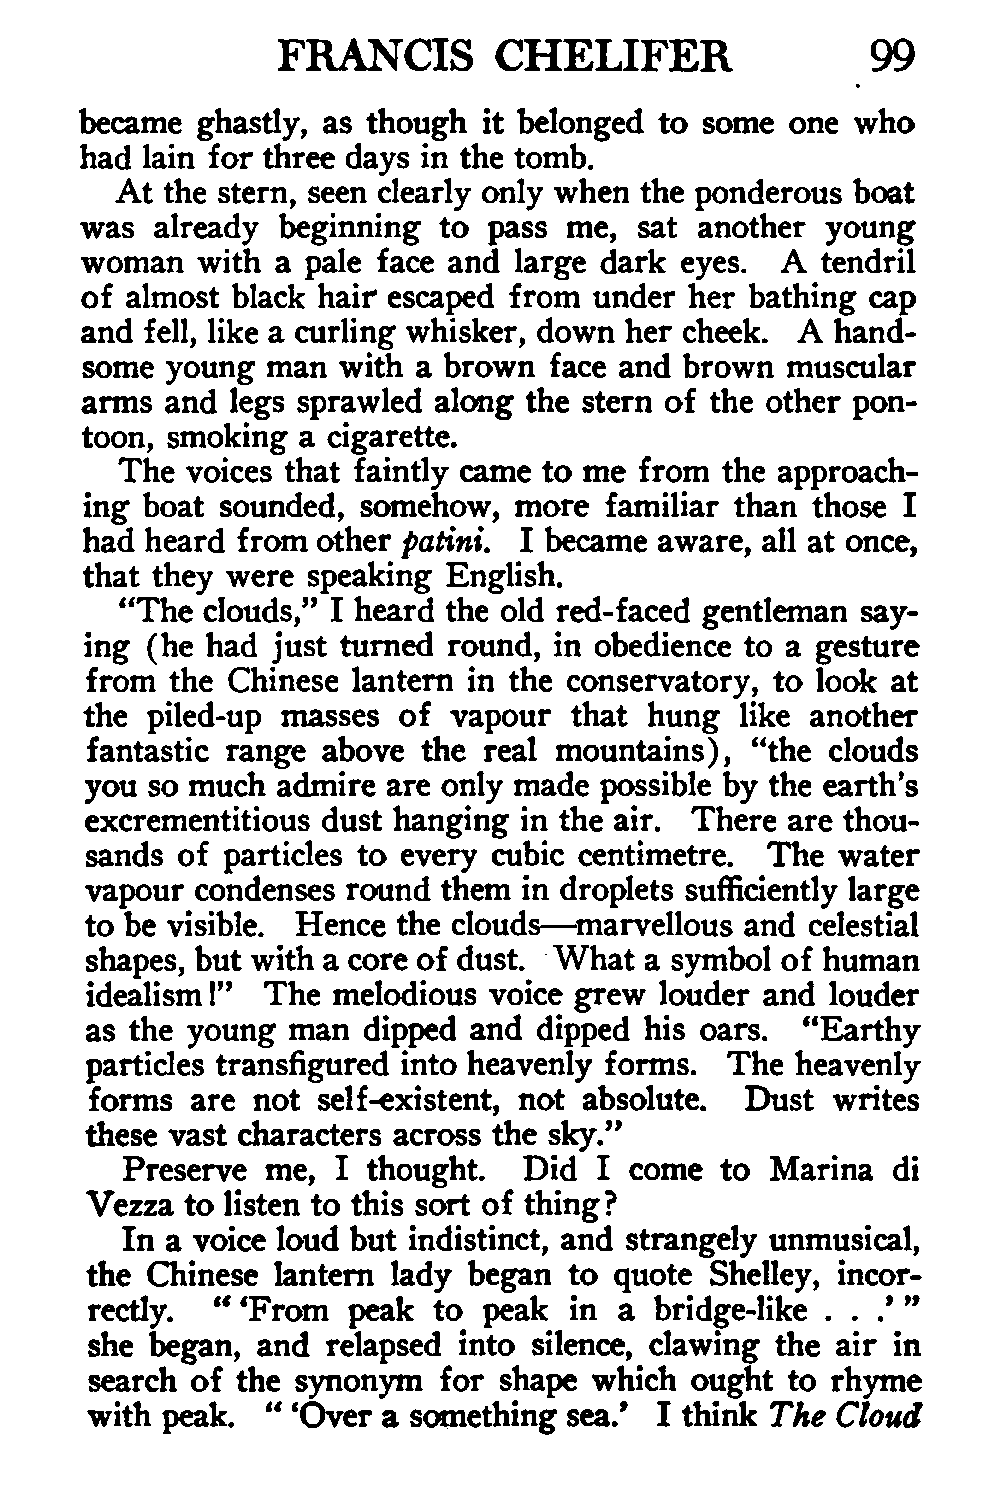 FRANCIS CHELIFER 99
became ghastly, as though it belonged to some one who
had lain for three days in the tomb.
At the stern, seen clearly only when the ponderous boat
was already beginning to pass me, sat another young
woman with a pale face and large dark eyes. A tendril
of almost black hair escaped from under her bathing cap
and fell, like a curling whisker, down her cheek. A hand-
some young man with a brown face and brown muscular
arms and legs sprawled along the stern of the other pon-
toon, smoking a cigarette.
The voices that faintly came to me from the approach-
ing boat sounded, somehow, more familiar than those I
had heard from other patini. I became aware, all at once,
that they were speaking English.
“The clouds,” I heard the old red-faced gentleman say-
ing (he had just turned round, in obedience to a gesture
from the Chinese lantern in the conservatory, to look at
the piled-up masses of vapour that hung like another
fantastic range above the real mountains), “the clouds
you so much admire are only made possible by the earth's
excrementitious dust hanging in the air. There are thou-
sands of particles to every cubic centimetre. The water
vapour condenses round them in droplets sufficiently large
to be visible. Hence the clouds—marvellous and celestial
shapes, but with a core of dust. What a symbol of human
idealism!” The melodious voice grew louder and louder
as the young man dipped and dipped his oars. “Earthy
particles transfigured into heavenly forms. The heavenly
forms are not self-existent, not absolute. Dust writes
these vast characters across the sky.”
Preserve me, I thought. Did I come to Marina di
Vezza to listen to this sort of thing?
In a voice loud but indistinct, and strangely unmusical,
the Chinese lantern lady began to quote Shelley, incor-
rectly. “ ‘From peak to peak in a bridge-like . . .’ ”
she began, and relapsed into silence, clawing the air in
search of the synonym for shape which ought to rhyme
with peak. “ ‘Over a something sea.’ I think The Cloud